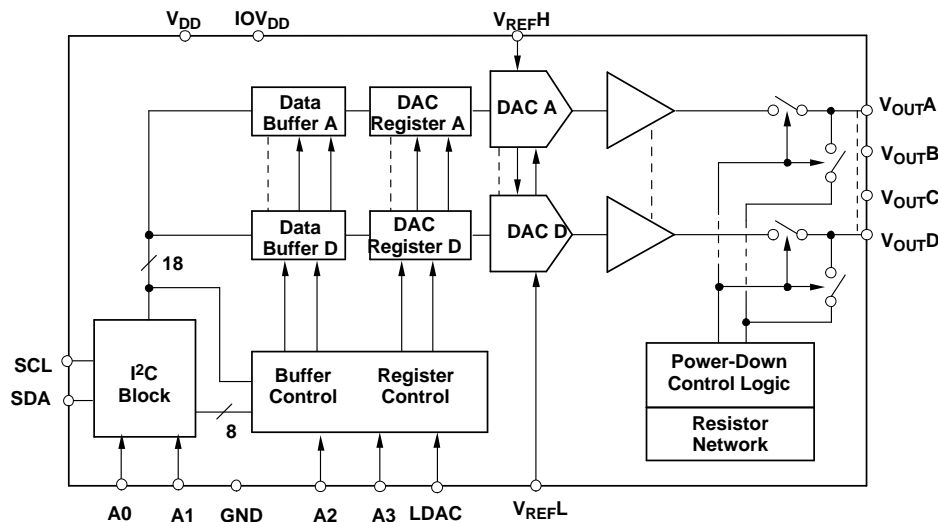 VDD IOVDD VREFH
Data
Buffer A
DAC
Register A
DAC A
VOUTA
VOUTB
VOUTC
VOUTD
Data
Buffer D
DAC
Register D
DAC D
18
SCL
SDA
I²C
Block
8
Buffer
Control
Register
Control
Power-Down
Control Logic
Resistor
Network
A0 A1 GND A2 A3 LDAC VREFL